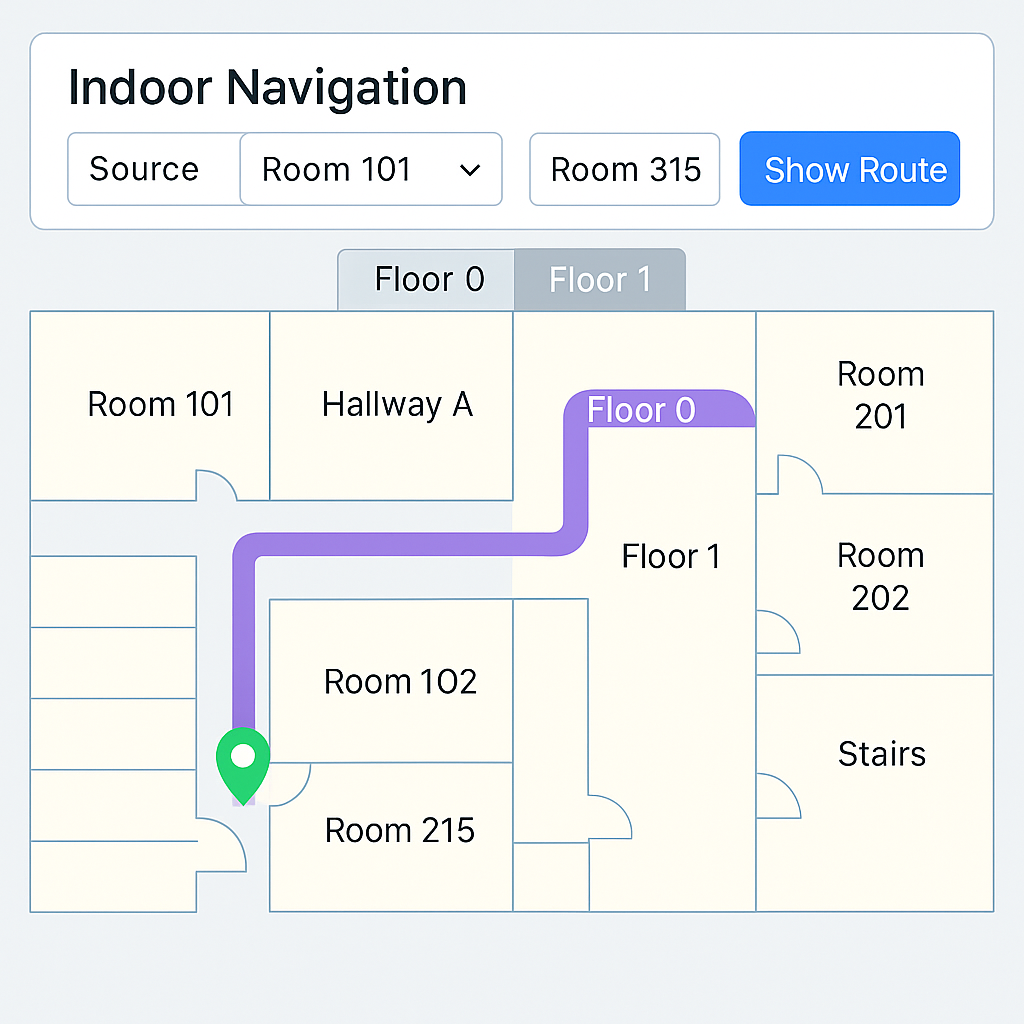 Indoor Navigation
Source
Room 101
Room 315
Show Route
Floor 0
Floor 1
Room 101
Hallway A
Floor 0
Room
201
Floor 1
Room
202
Room 102
Stairs
Room 215